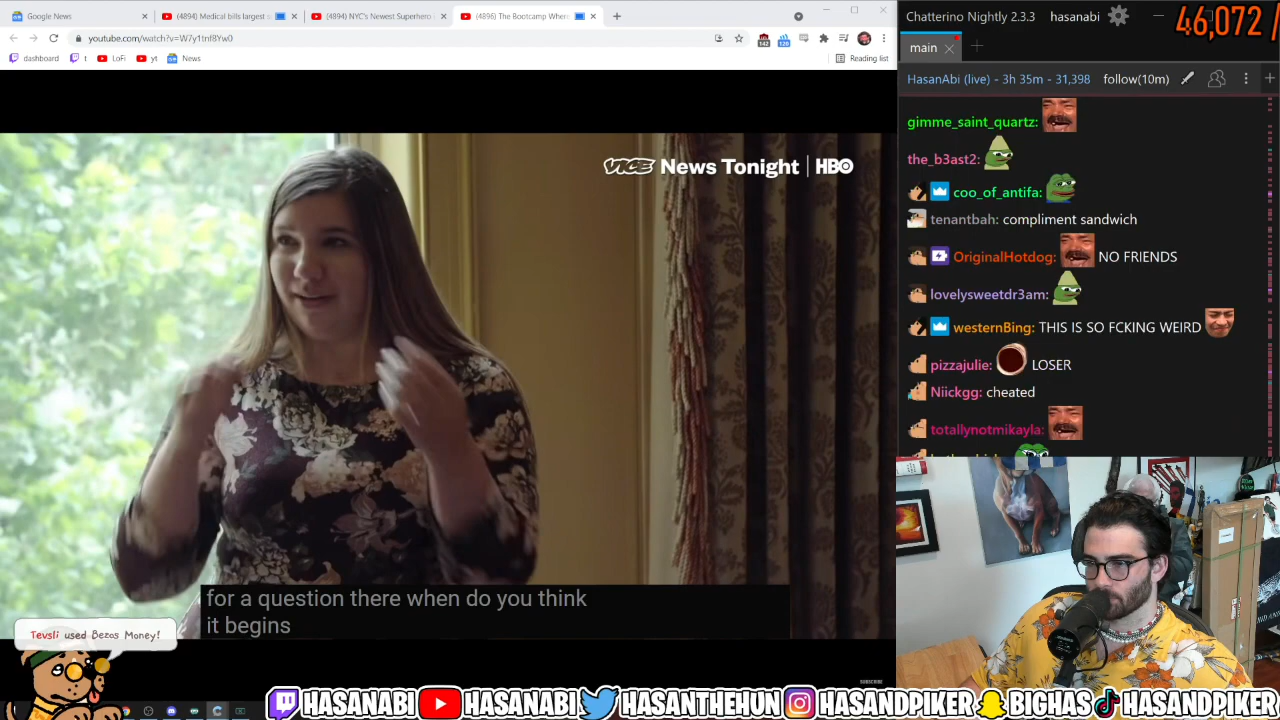 Google News
(4894) Medical bills largest s
(4894) NYC's Newest Superhero
(4896) The Bootcamp Where
youtube.com/watch?v=W7y1tnf8Yw0
142
120
dashboard
t
LoFi
yt
News
Reading list
VICE News Tonight | HBO
for a question there when do you think
it begins
Tevsli used Bezos Money!
SUBSCRIBE
Chatterino Nightly 2.3.3
hasanabi
46,072 /
main
HasanAbi (live) - 3h 35m - 31,398
follow(10m)
gimme_saint_quartz:
the_b3ast2:
coo_of_antifa:
tenantbah: compliment sandwich
OriginalHotdog: NO FRIENDS
lovelysweetdr3am:
westernBing: THIS IS SO FCKING WEIRD
pizzajulie: LOSER
Niickgg: cheated
totallynotmikayla:
HASANABI HASANABI HASANTHEHUN HASANDPIKER BIGHAS HASANDPIKER